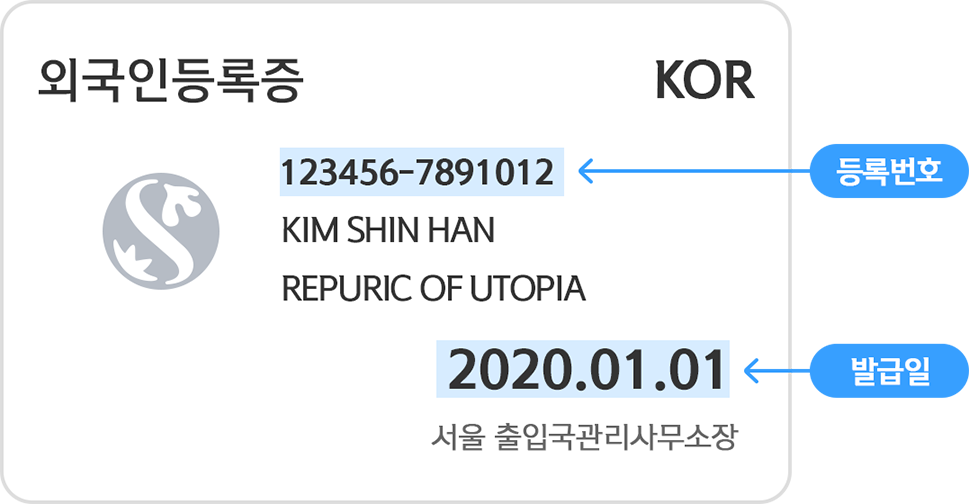 외국인등록증 KOR
123456-7891012 등록번호
KIM SHIN HAN
REPURIC OF UTOPIA
2020.01.01 발급일
서울 출입국관리사무소장